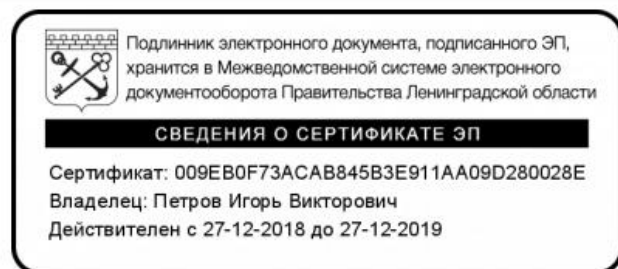 Подлинник электронного документа, подписанного ЭП,
хранится в Межведомственной системе электронного
документооборота Правительства Ленинградской области
СВЕДЕНИЯ О СЕРТИФИКАТЕ ЭП
Сертификат: 009EB0F73ACAB845B3E911AA09D280028E
Владелец: Петров Игорь Викторович
Действителен с 27-12-2018 до 27-12-2019